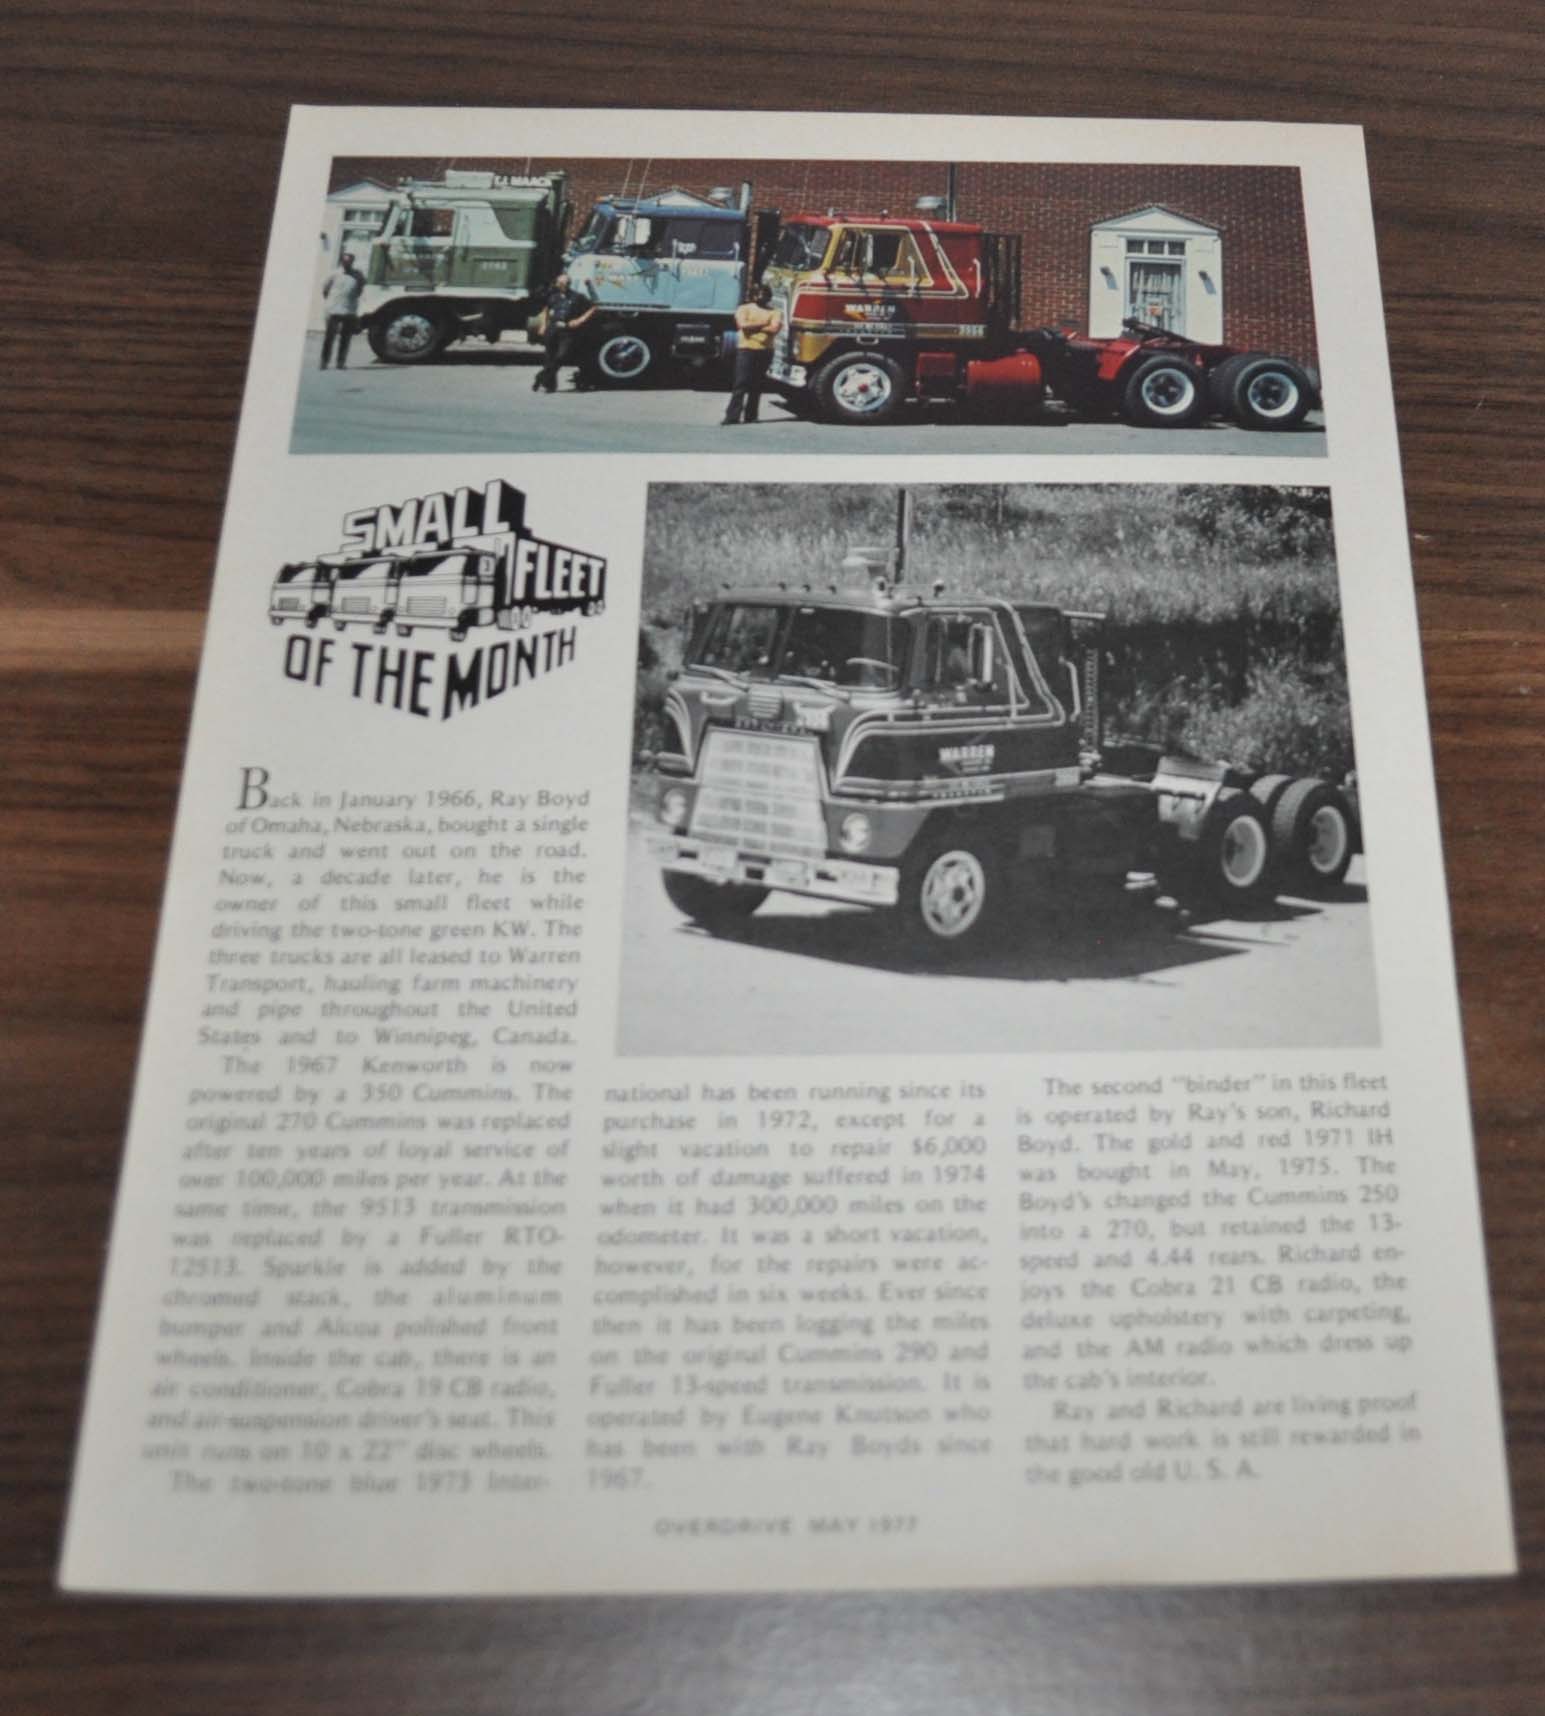 T.J. MAACK
WARREN
3556
SMALL
FLEET
OF THE MONTH
WARREN
Back in January 1966, Ray Boyd
of Omaha, Nebraska, bought a single
truck and went out on the road.
Now, a decade later, he is the
owner of this small fleet while
driving the two-tone green KW. The
three trucks are all leased to Warren
Transport, hauling farm machinery
and pipe throughout the United
States and to Winnipeg, Canada.
The 1967 Kenworth is now
powered by a 350 Cummins. The
original 270 Cummins was replaced
after ten years of loyal service of
over 100,000 miles per year. At the
same time, the 9513 transmission
was replaced by a Fuller RTO-
12513. Sparkle is added by the
chromed stack, the aluminum
bumper and Alcoa polished front
wheels. Inside the cab, there is an
air conditioner, Cobra 19 CB radio,
and air-suspension driver's seat. This
unit runs on 10 x 22" disc wheels.
The two-tone blue 1973 Inter-
national has been running since its
purchase in 1972, except for a
slight vacation to repair $6,000
worth of damage suffered in 1974
when it had 300,000 miles on the
odometer. It was a short vacation,
however, for the repairs were ac-
complished in six weeks. Ever since
then it has been logging the miles
on the original Cummins 290 and
Fuller 13-speed transmission. It is
operated by Eugene Knutson who
has been with Ray Boyds since
1967.
The second "binder" in this fleet
is operated by Ray's son, Richard
Boyd. The gold and red 1971 IH
was bought in May, 1975. The
Boyd's changed the Cummins 250
into a 270, but retained the 13-
speed and 4.44 rears. Richard en-
joys the Cobra 21 CB radio, the
deluxe upholstery with carpeting,
and the AM radio which dress up
the cab's interior.
Ray and Richard are living proof
that hard work is still rewarded in
the good old U. S. A.
OVERDRIVE MAY 1977